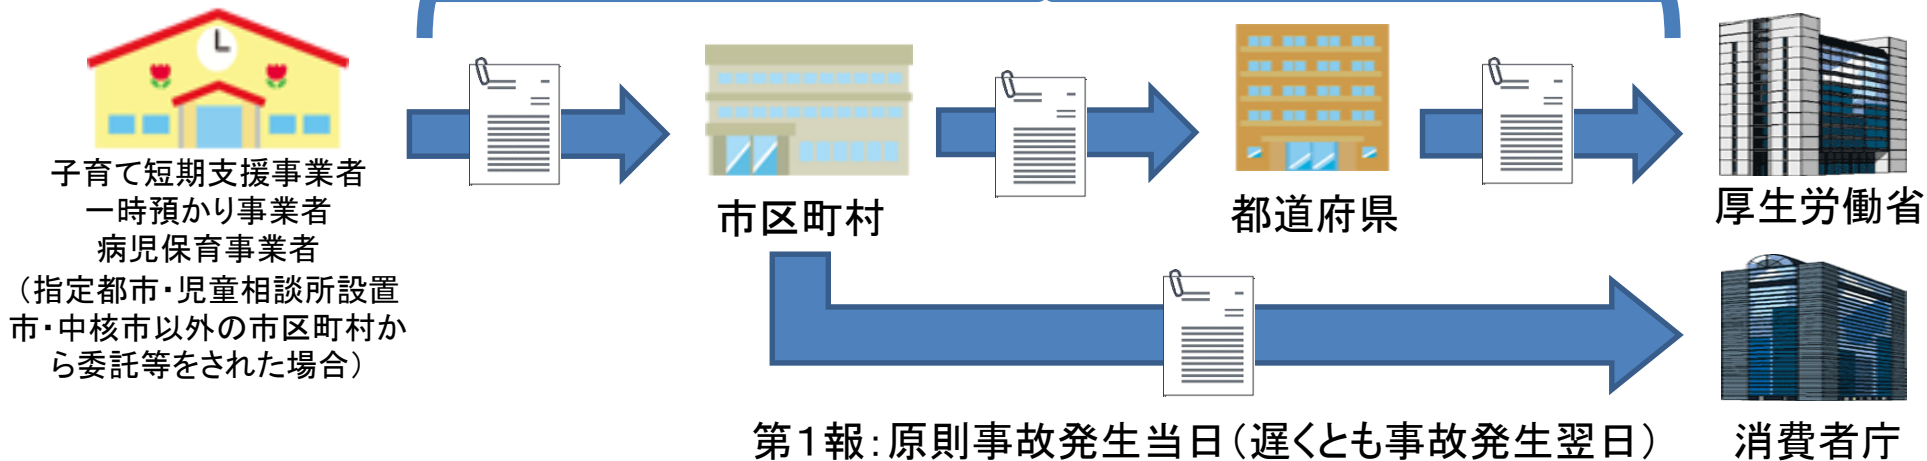 子育て短期支援事業者
一時預かり事業者
病児保育事業者
（指定都市・児童相談所設置
市・中核市以外の市区町村か
ら委託等をされた場合）
市区町村
都道府県
厚生労働省
第１報：原則事故発生当日（遅くとも事故発生翌日）
消費者庁